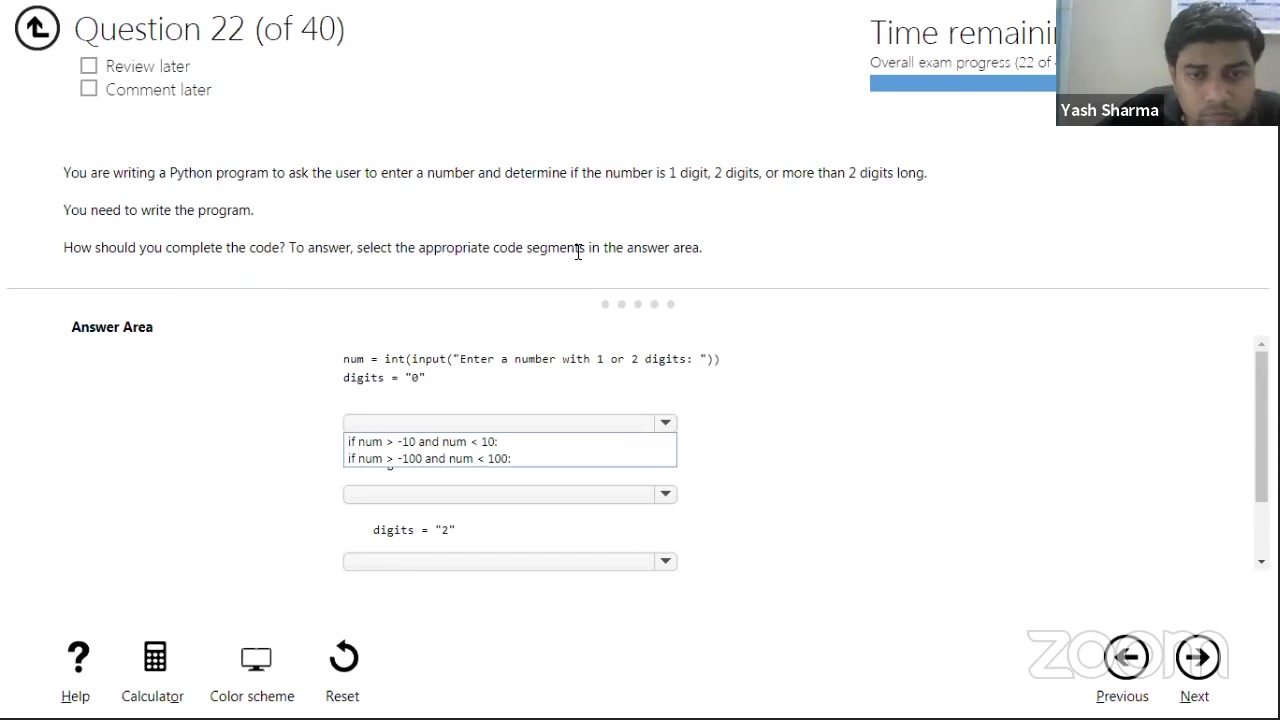 Question 22 (of 40)
Review later
Comment later
Time remaini
Overall exam progress (22 of
Yash Sharma
You are writing a Python program to ask the user to enter a number and determine if the number is 1 digit, 2 digits, or more than 2 digits long.
You need to write the program.
How should you complete the code? To answer, select the appropriate code segments in the answer area.
Answer Area
num = int(input("Enter a number with 1 or 2 digits: "))
digits = "0"
if num > -10 and num < 10:
if num > -100 and num < 100:
digits = "2"
zoom
Help
Calculator
Color scheme
Reset
Previous
Next